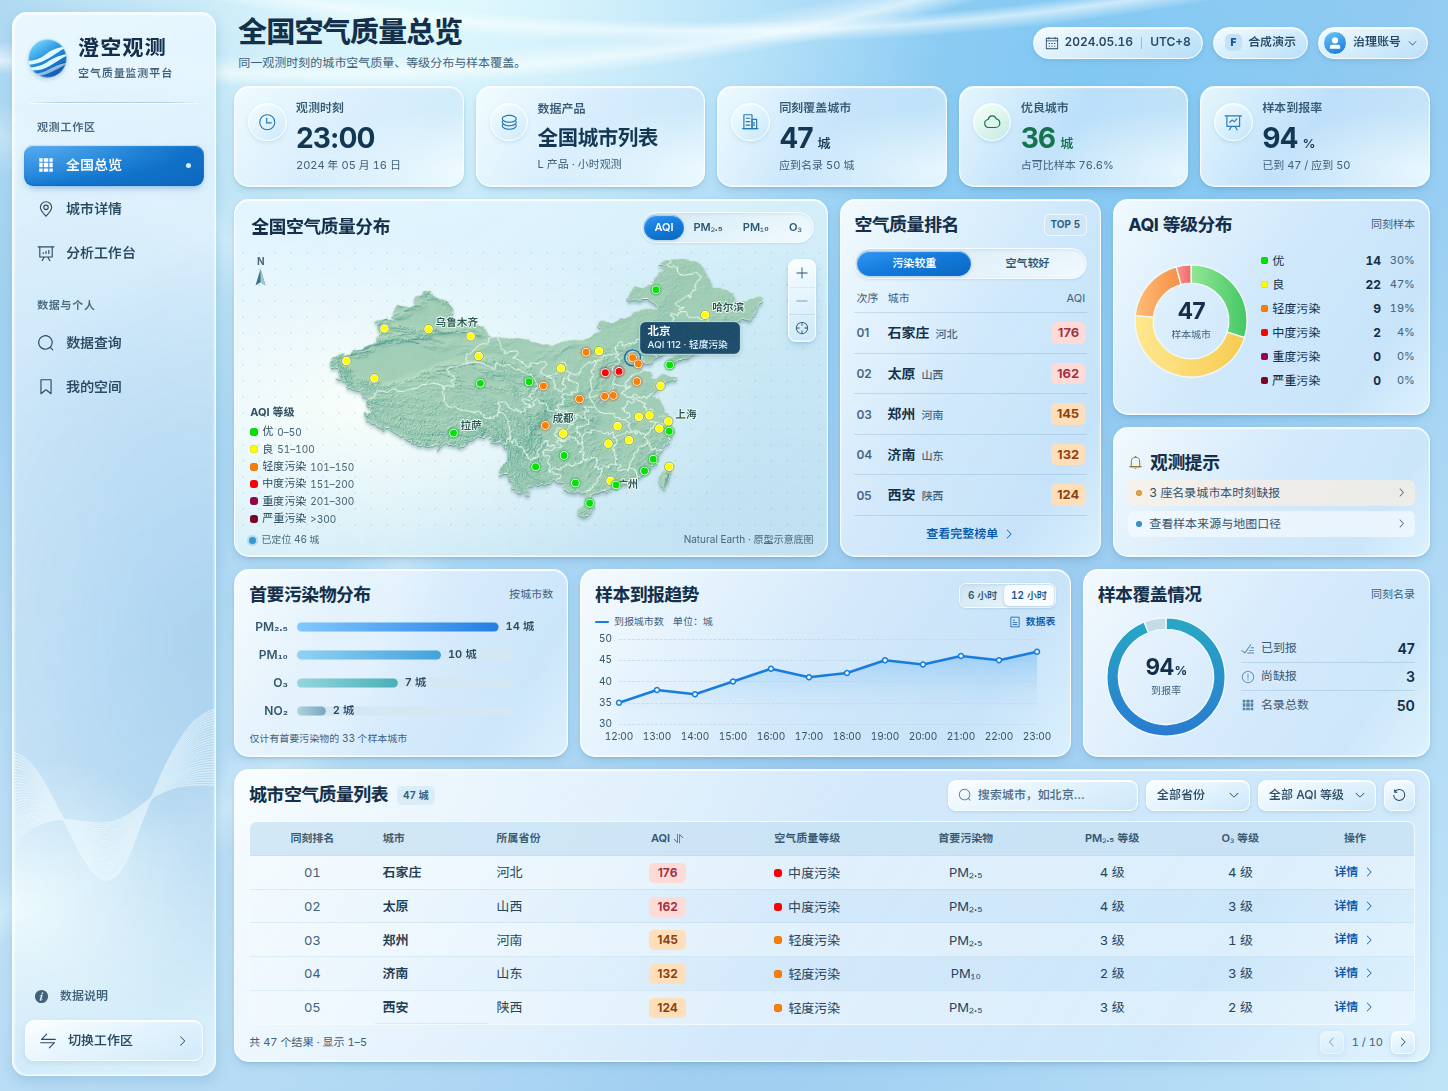 澄空观测
空气质量监测平台
观测工作区
全国总览
城市详情
分析工作台
数据与个人
数据查询
我的空间
数据说明
切换工作区
全国空气质量总览
同一观测时刻的城市空气质量、等级分布与样本覆盖。
2024.05.16 | UTC+8
F 合成演示
治理账号
观测时刻
23:00
2024 年 05 月 16 日
数据产品
全国城市列表
L 产品 · 小时观测
同刻覆盖城市
47 城
应到名录 50 城
优良城市
36 城
占可比样本 76.6%
样本到报率
94 %
已到 47 / 应到 50
全国空气质量分布
AQI PM₂.₅ PM₁₀ O₃
N
哈尔滨
乌鲁木齐
北京
AQI 112 · 轻度污染
成都
上海
拉萨
广州
AQI 等级
优 0–50
良 51–100
轻度污染 101–150
中度污染 151–200
重度污染 201–300
严重污染 >300
已定位 46 城
Natural Earth · 原型示意底图
空气质量排名
TOP 5
污染较重 空气较好
次序 城市 AQI
01 石家庄 河北 176
02 太原 山西 162
03 郑州 河南 145
04 济南 山东 132
05 西安 陕西 124
查看完整榜单
AQI 等级分布
同刻样本
47
样本城市
优 14 30%
良 22 47%
轻度污染 9 19%
中度污染 2 4%
重度污染 0 0%
严重污染 0 0%
观测提示
3 座名录城市本时刻缺报
查看样本来源与地图口径
首要污染物分布
按城市数
PM₂.₅ 14 城
PM₁₀ 10 城
O₃ 7 城
NO₂ 2 城
仅计有首要污染物的 33 个样本城市
样本到报趋势
6 小时 12 小时
到报城市数 单位：城
数据表
50
45
40
35
30
12:00 13:00 14:00 15:00 16:00 17:00 18:00 19:00 20:00 21:00 22:00 23:00
样本覆盖情况
同刻名录
94%
到报率
已到报 47
尚缺报 3
名录总数 50
城市空气质量列表
47 城
搜索城市，如北京...
全部省份
全部 AQI 等级
同刻排名 城市 所属省份 AQI 空气质量等级 首要污染物 PM₂.₅ 等级 O₃ 等级 操作
01 石家庄 河北 176 中度污染 PM₂.₅ 4 级 4 级 详情
02 太原 山西 162 中度污染 PM₂.₅ 4 级 3 级 详情
03 郑州 河南 145 轻度污染 PM₂.₅ 3 级 1 级 详情
04 济南 山东 132 轻度污染 PM₁₀ 2 级 3 级 详情
05 西安 陕西 124 轻度污染 PM₂.₅ 3 级 2 级 详情
共 47 个结果 · 显示 1–5
1 / 10